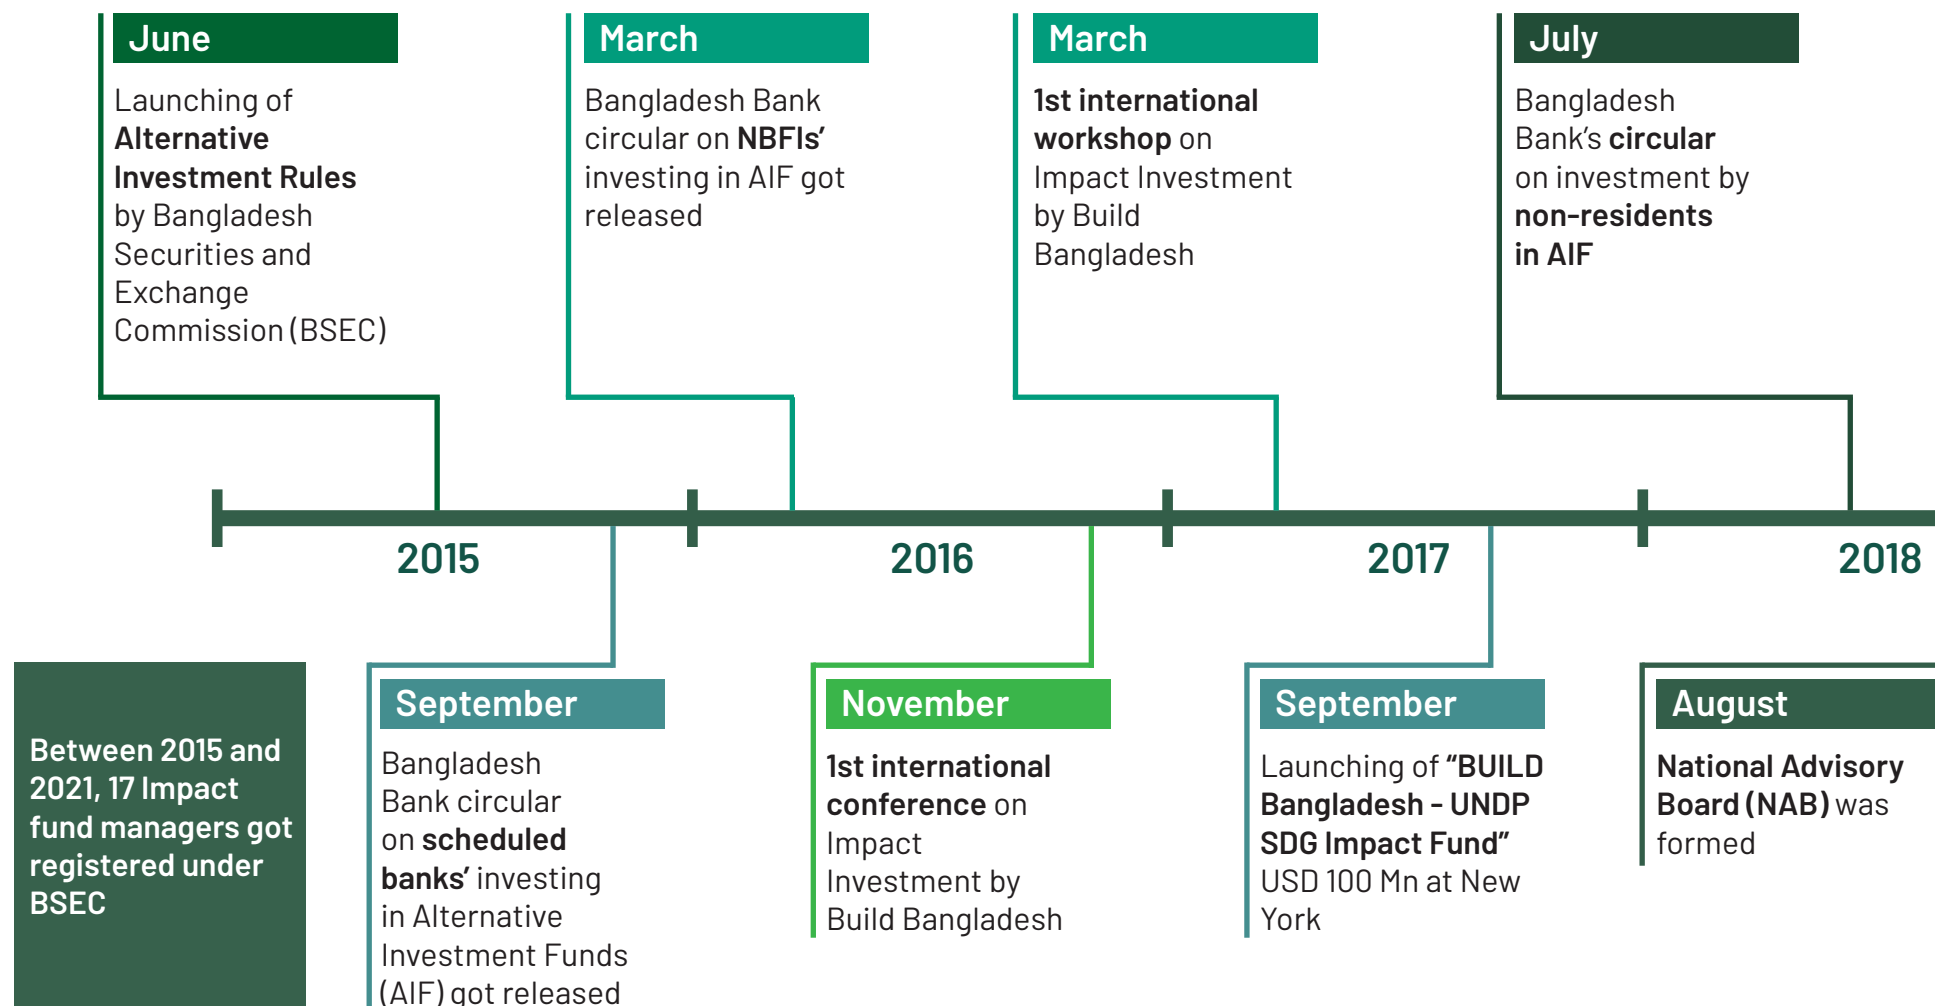 June
Launching of
Alternative
Investment Rules
by Bangladesh
Securities and
Exchange
Commission (BSEC)
March
Bangladesh Bank
circular on NBFIs’
investing in AIF got
released
March
1st international
workshop on
Impact Investment
by Build
Bangladesh
July
Bangladesh
Bank’s circular
on investment by
non-residents
in AIF
2015
2016
2017
2018
Between 2015 and
2021, 17 Impact
fund managers got
registered under
BSEC
September
Bangladesh
Bank circular
on scheduled
banks’ investing
in Alternative
Investment Funds
(AIF) got released
November
1st international
conference on
Impact
Investment by
Build Bangladesh
September
Launching of “BUILD
Bangladesh - UNDP
SDG Impact Fund”
USD 100 Mn at New
York
August
National Advisory
Board (NAB) was
formed